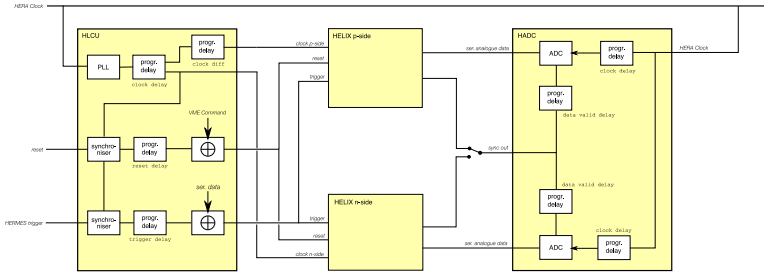 HERA Clock
HLCU
HELIX p-side
HADC
progr.
delay
clock p-side
ser. analogue data
ADC
progr.
delay
HERA Clock
PLL
progr.
delay
clock diff
reset
clock delay
clock delay
trigger
progr.
delay
VME Command
data valid delay
reset
synchro-
niser
progr.
delay
sync out
reset delay
data valid delay
ser. data
HELIX n-side
progr.
delay
HERMES trigger
synchro-
niser
progr.
delay
trigger
clock delay
trigger delay
reset
ser. analogue data
ADC
progr.
delay
clock n-side